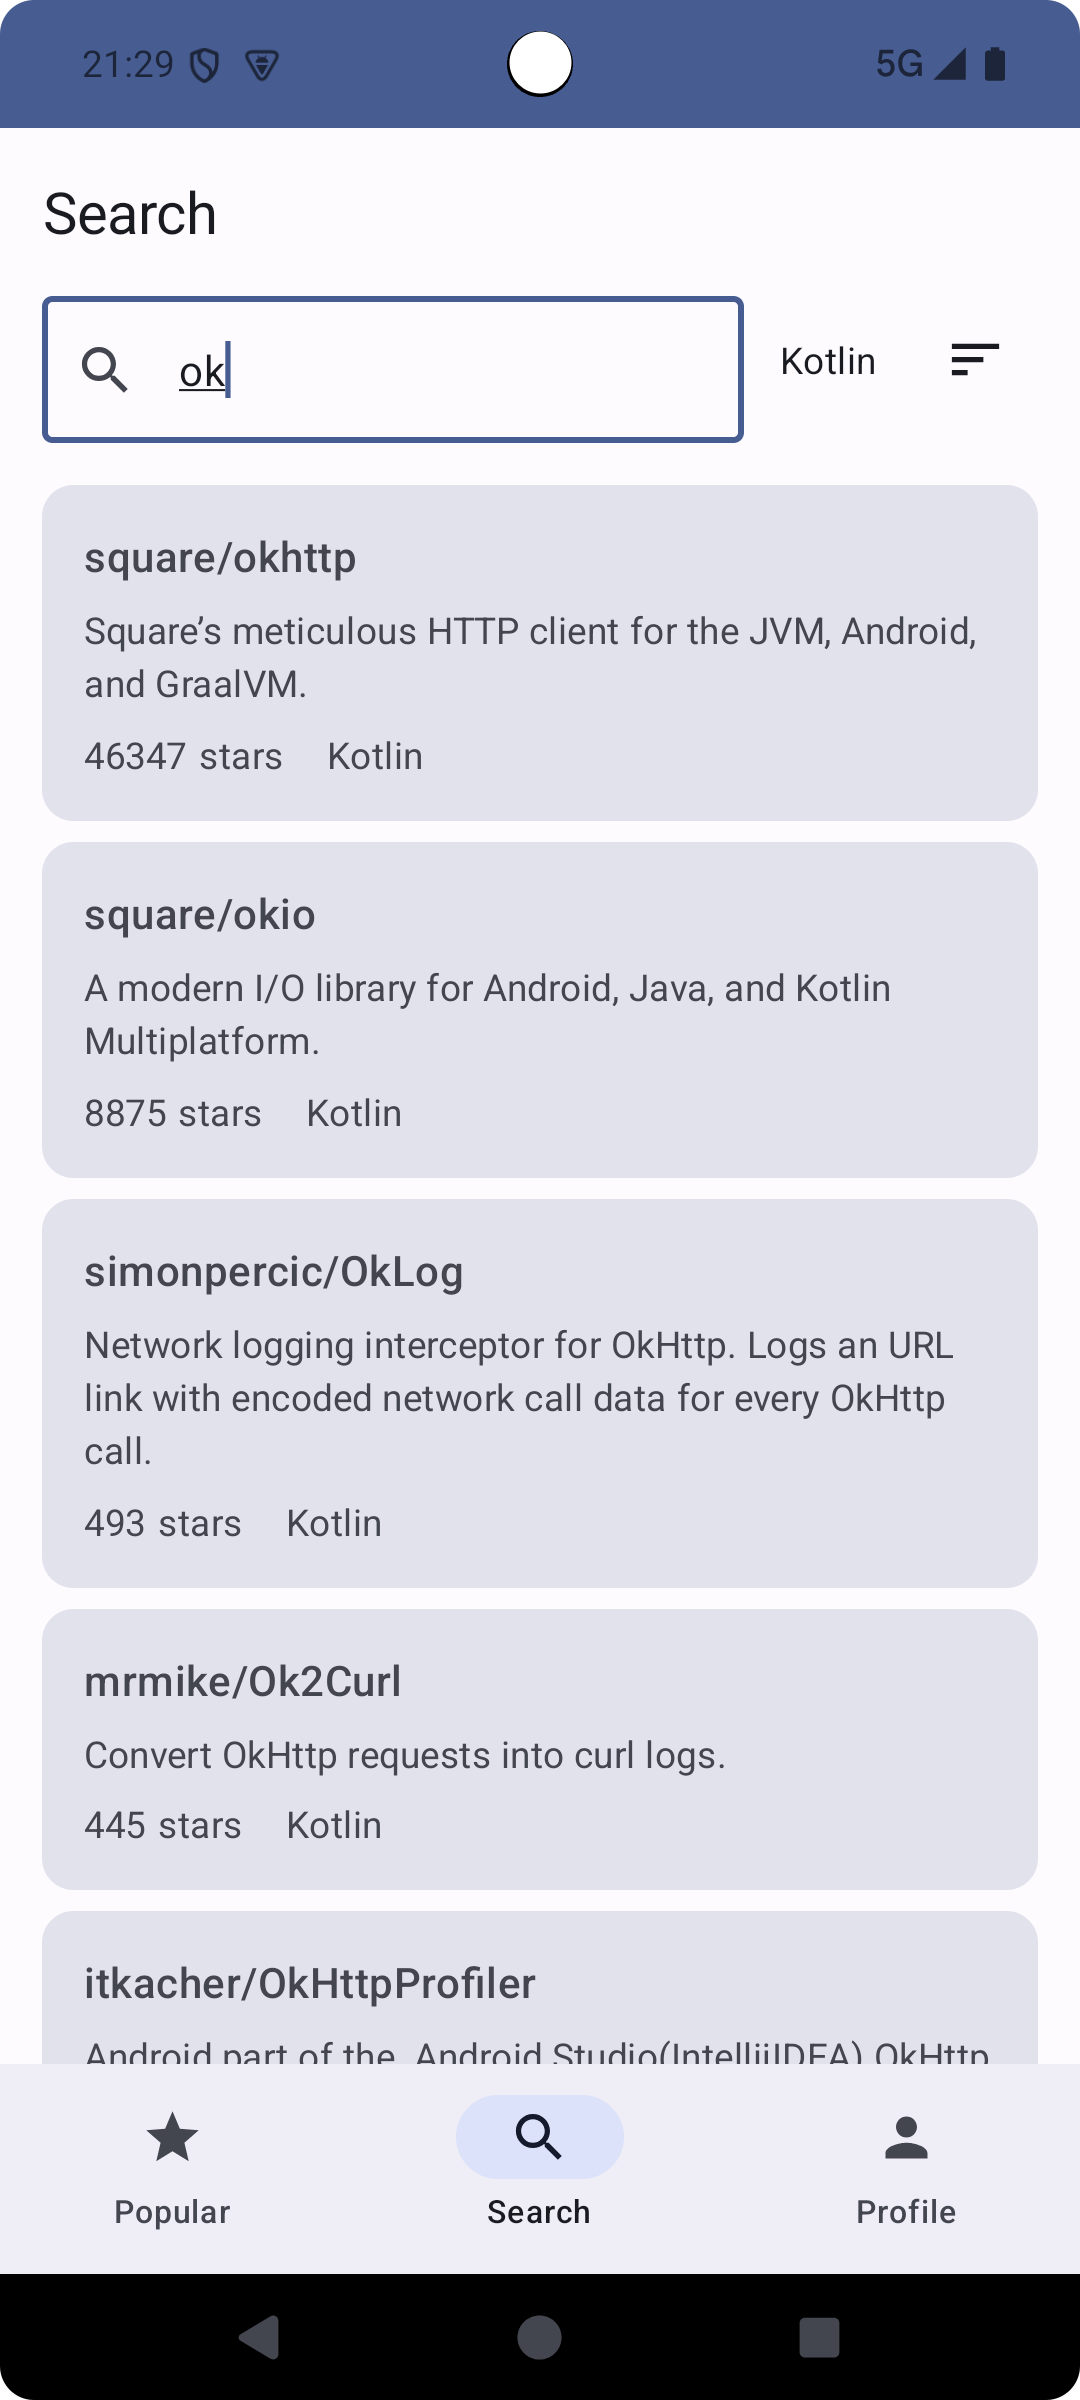 21:29
5G
Search
ok
Kotlin
square/okhttp
Square’s meticulous HTTP client for the JVM, Android,
and GraalVM.
46347 stars Kotlin
square/okio
A modern I/O library for Android, Java, and Kotlin
Multiplatform.
8875 stars Kotlin
simonpercic/OkLog
Network logging interceptor for OkHttp. Logs an URL
link with encoded network call data for every OkHttp
call.
493 stars Kotlin
mrmike/Ok2Curl
Convert OkHttp requests into curl logs.
445 stars Kotlin
itkacher/OkHttpProfiler
Android part of the Android Studio(IntellijIDEA) OkHttp
Popular
Search
Profile